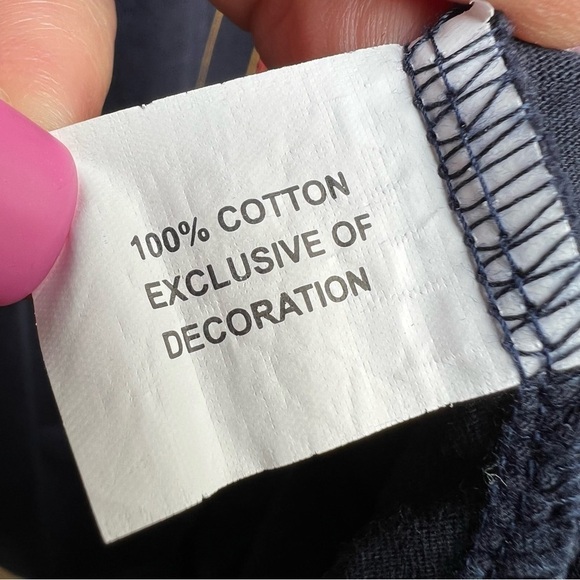 100% COTTON
EXCLUSIVE OF
DECORATION